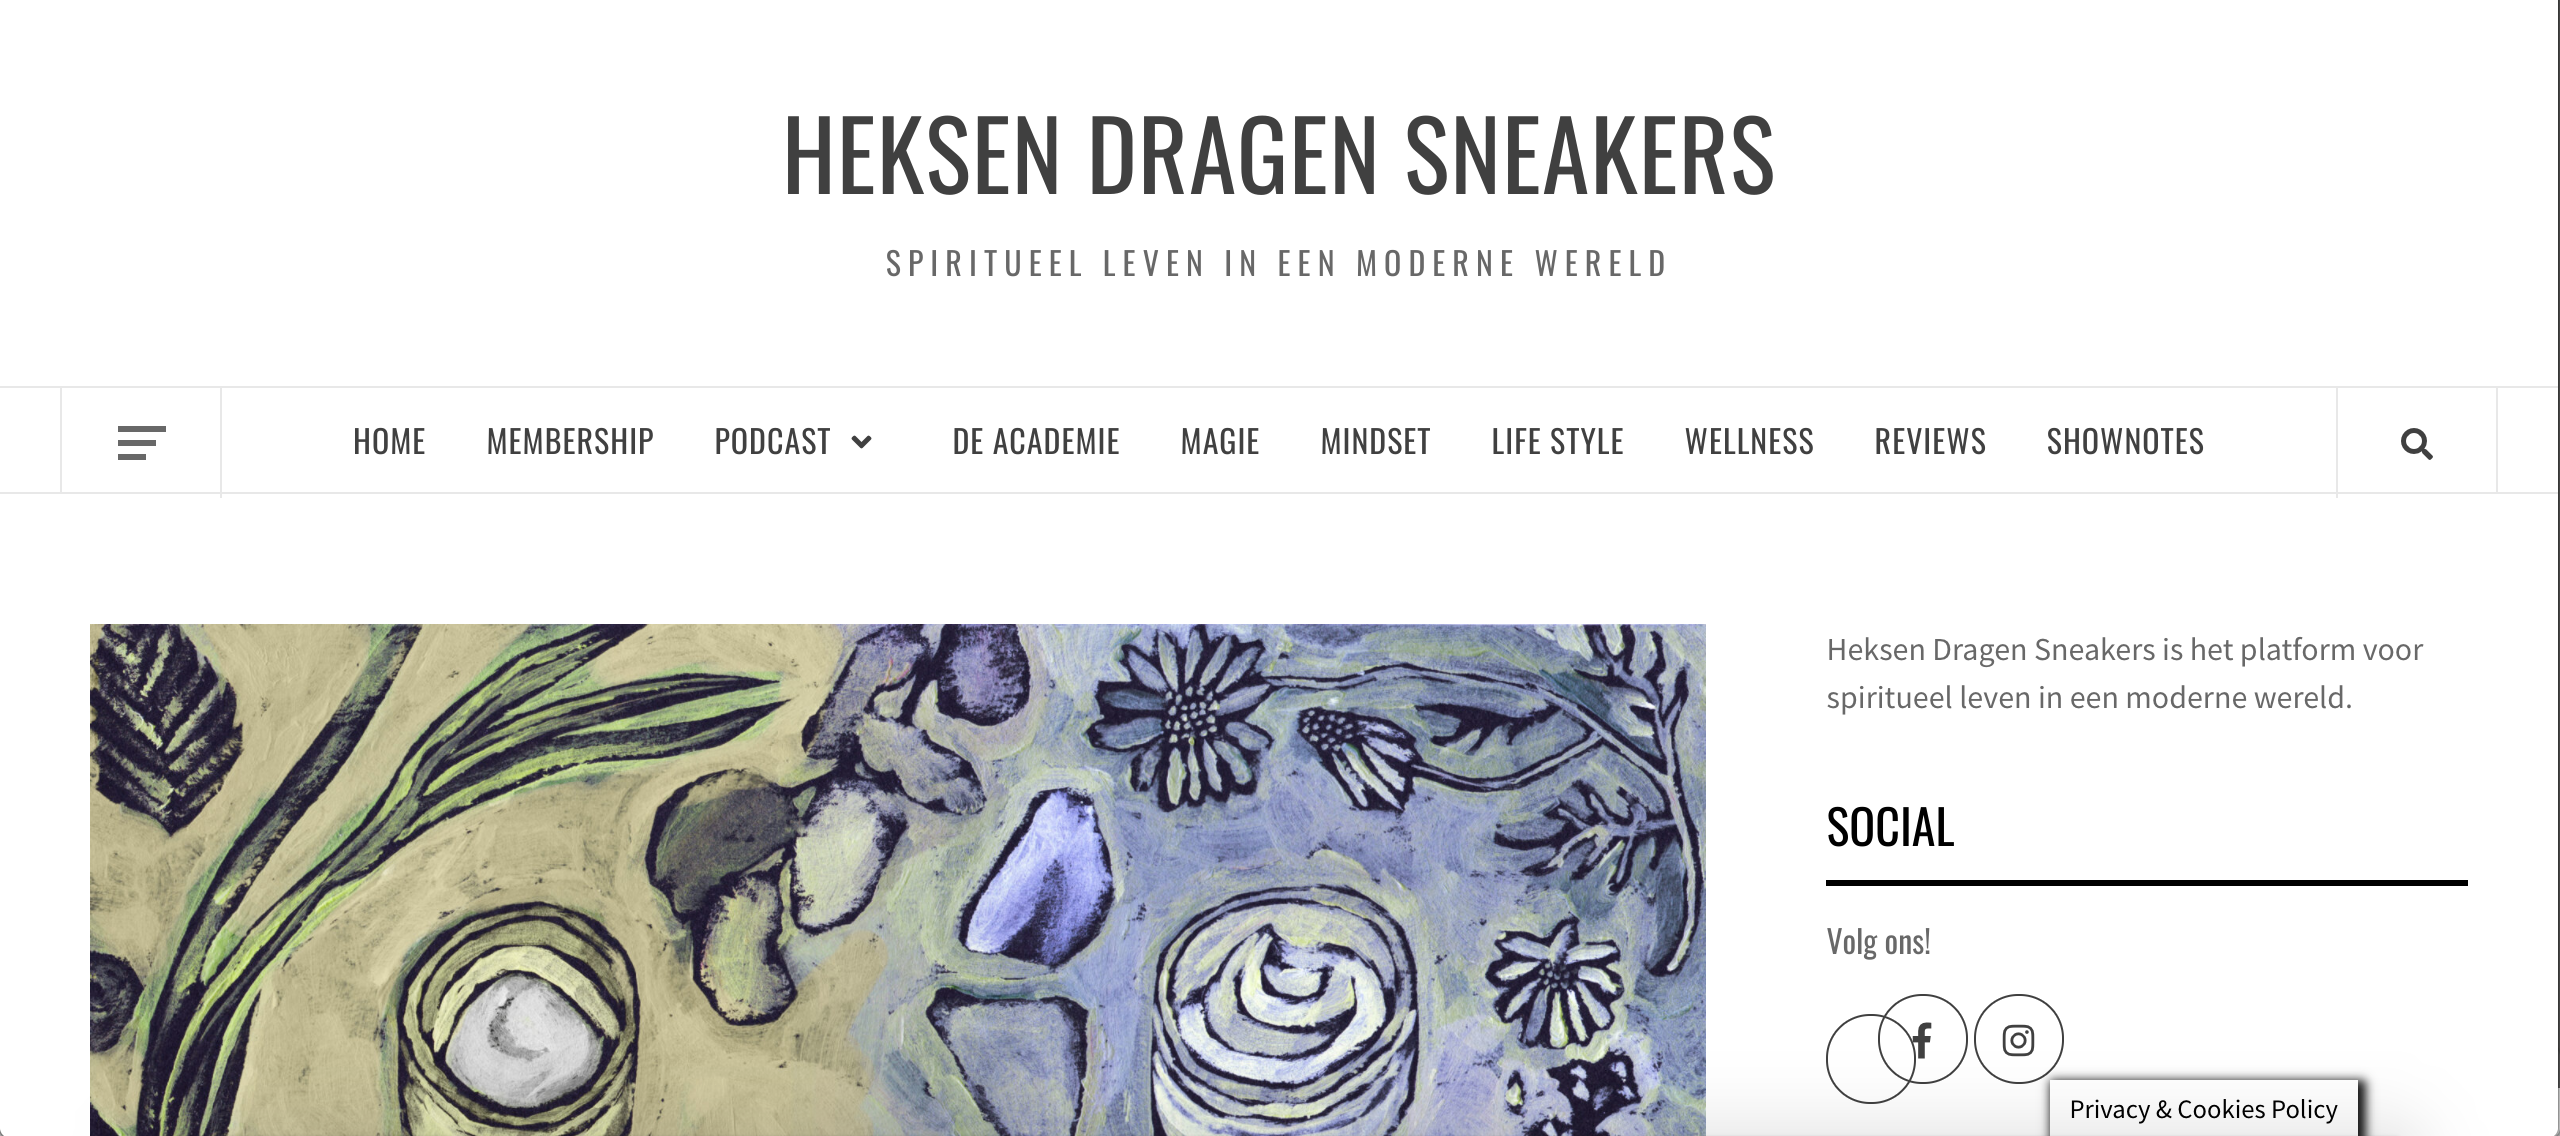 HEKSEN DRAGEN SNEAKERS
SPIRITUEEL LEVEN IN EEN MODERNE WERELD
HOME MEMBERSHIP PODCAST DE ACADEMIE MAGIE MINDSET LIFE STYLE WELLNESS REVIEWS SHOWNOTES
Heksen Dragen Sneakers is het platform voor
spiritueel leven in een moderne wereld.
SOCIAL
Volg ons!
Privacy & Cookies Policy